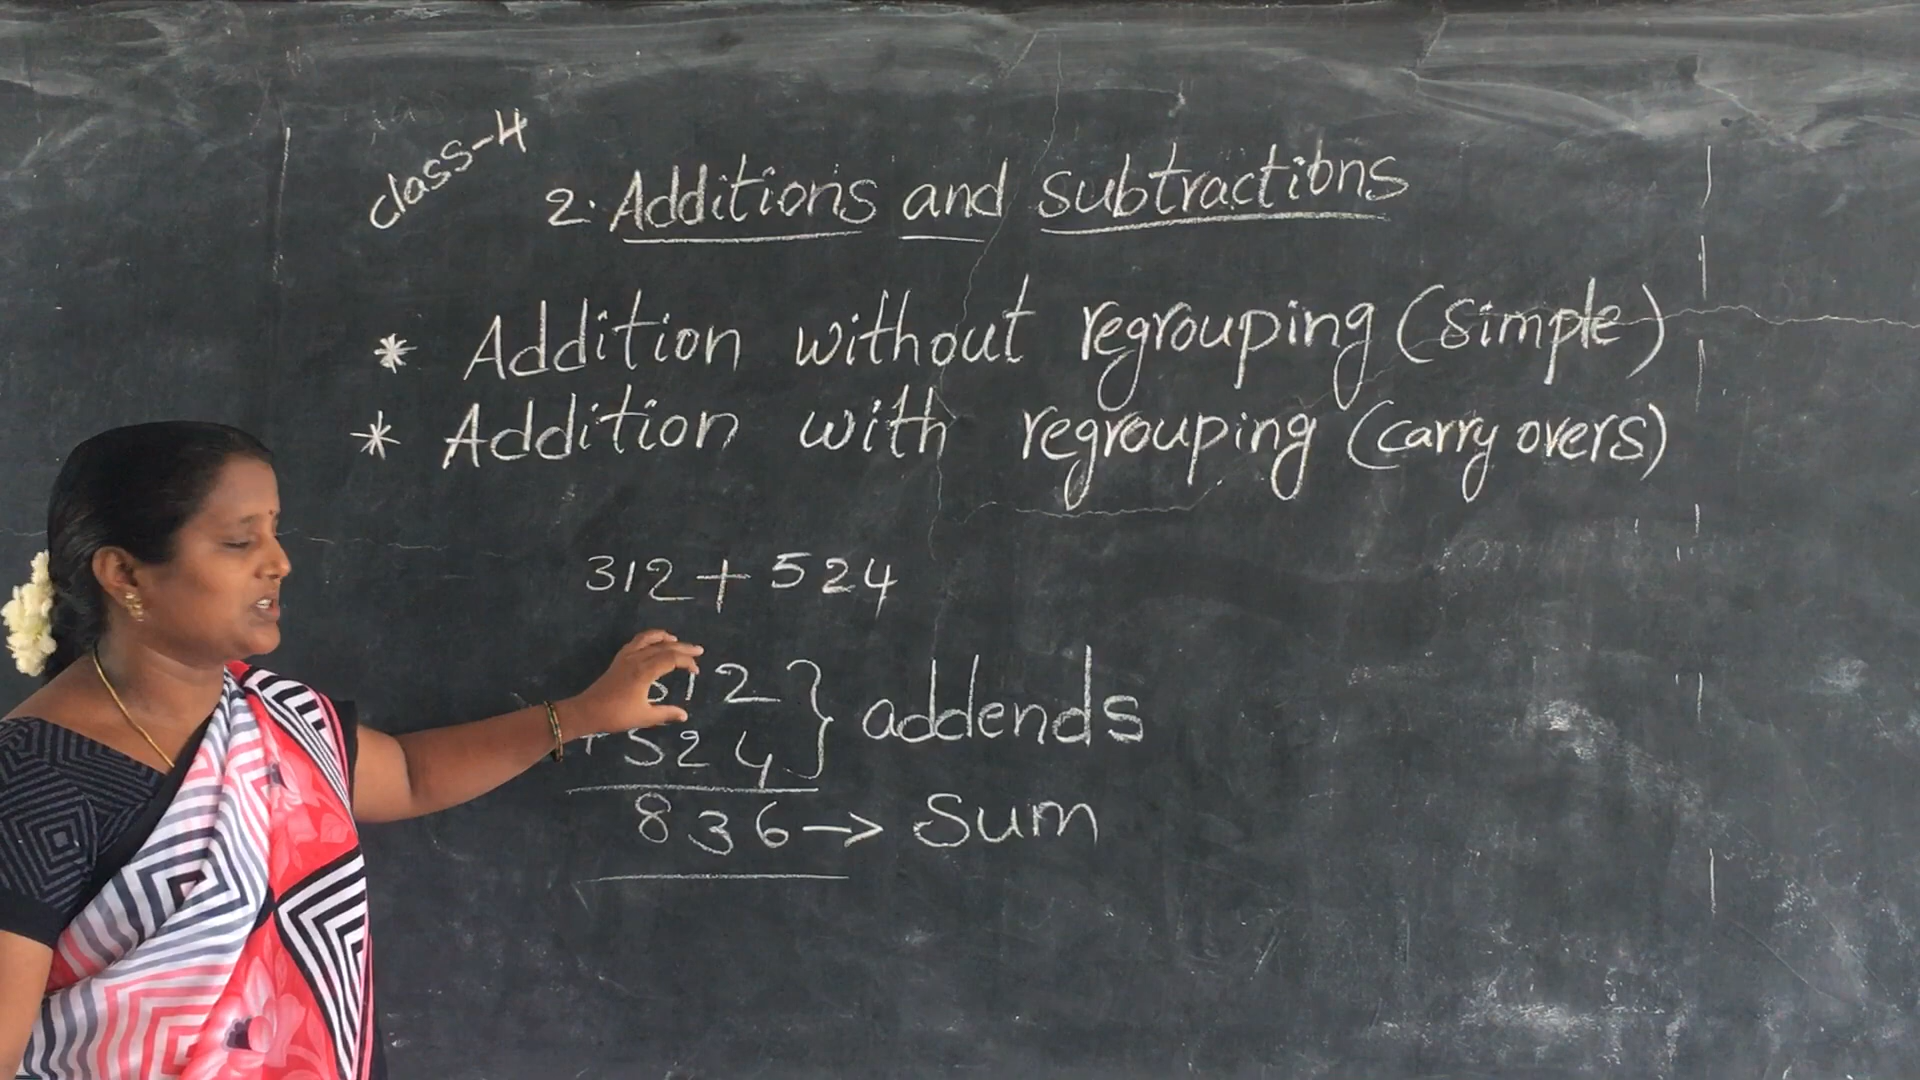 class-4
2. Additions and subtractions
* Addition without regrouping (simple)
* Addition with regrouping (carry overs)
312 + 524
312 } addends
+ 524
836 → Sum